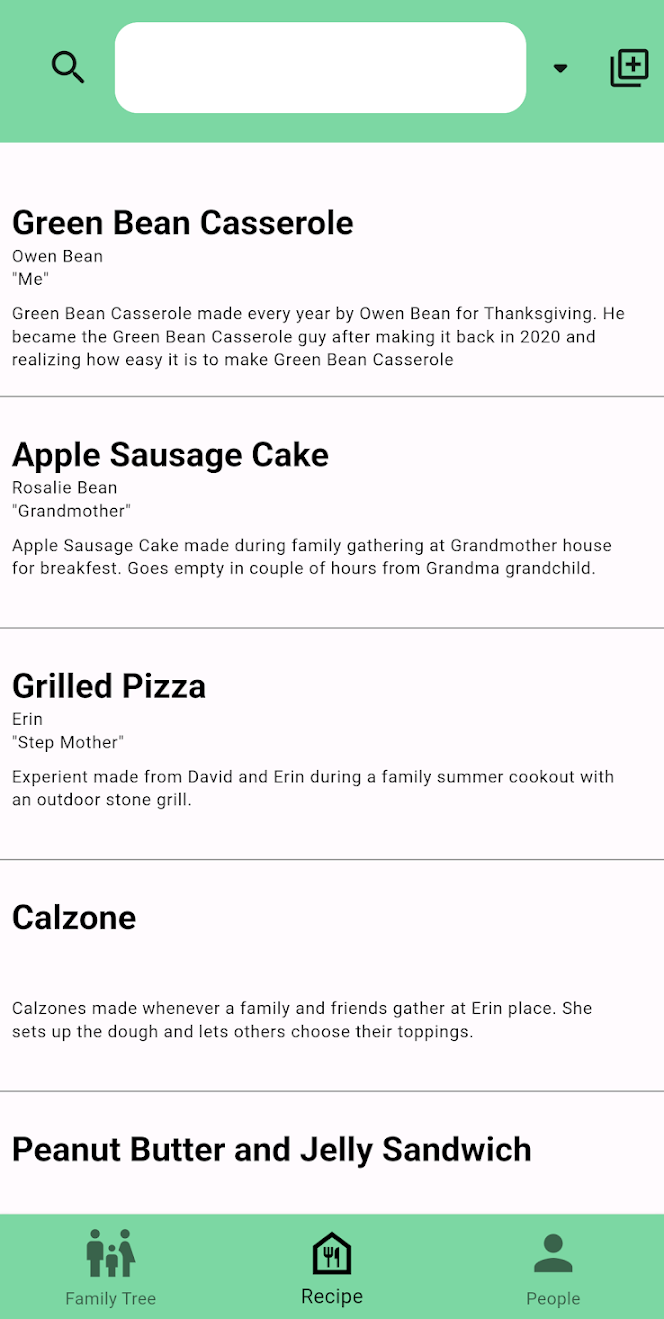 Green Bean Casserole
Owen Bean
"Me"
Green Bean Casserole made every year by Owen Bean for Thanksgiving. He
became the Green Bean Casserole guy after making it back in 2020 and
realizing how easy it is to make Green Bean Casserole
Apple Sausage Cake
Rosalie Bean
"Grandmother"
Apple Sausage Cake made during family gathering at Grandmother house
for breakfest. Goes empty in couple of hours from Grandma grandchild.
Grilled Pizza
Erin
"Step Mother"
Experient made from David and Erin during a family summer cookout with
an outdoor stone grill.
Calzone
Calzones made whenever a family and friends gather at Erin place. She
sets up the dough and lets others choose their toppings.
Peanut Butter and Jelly Sandwich
Family Tree
Recipe
People